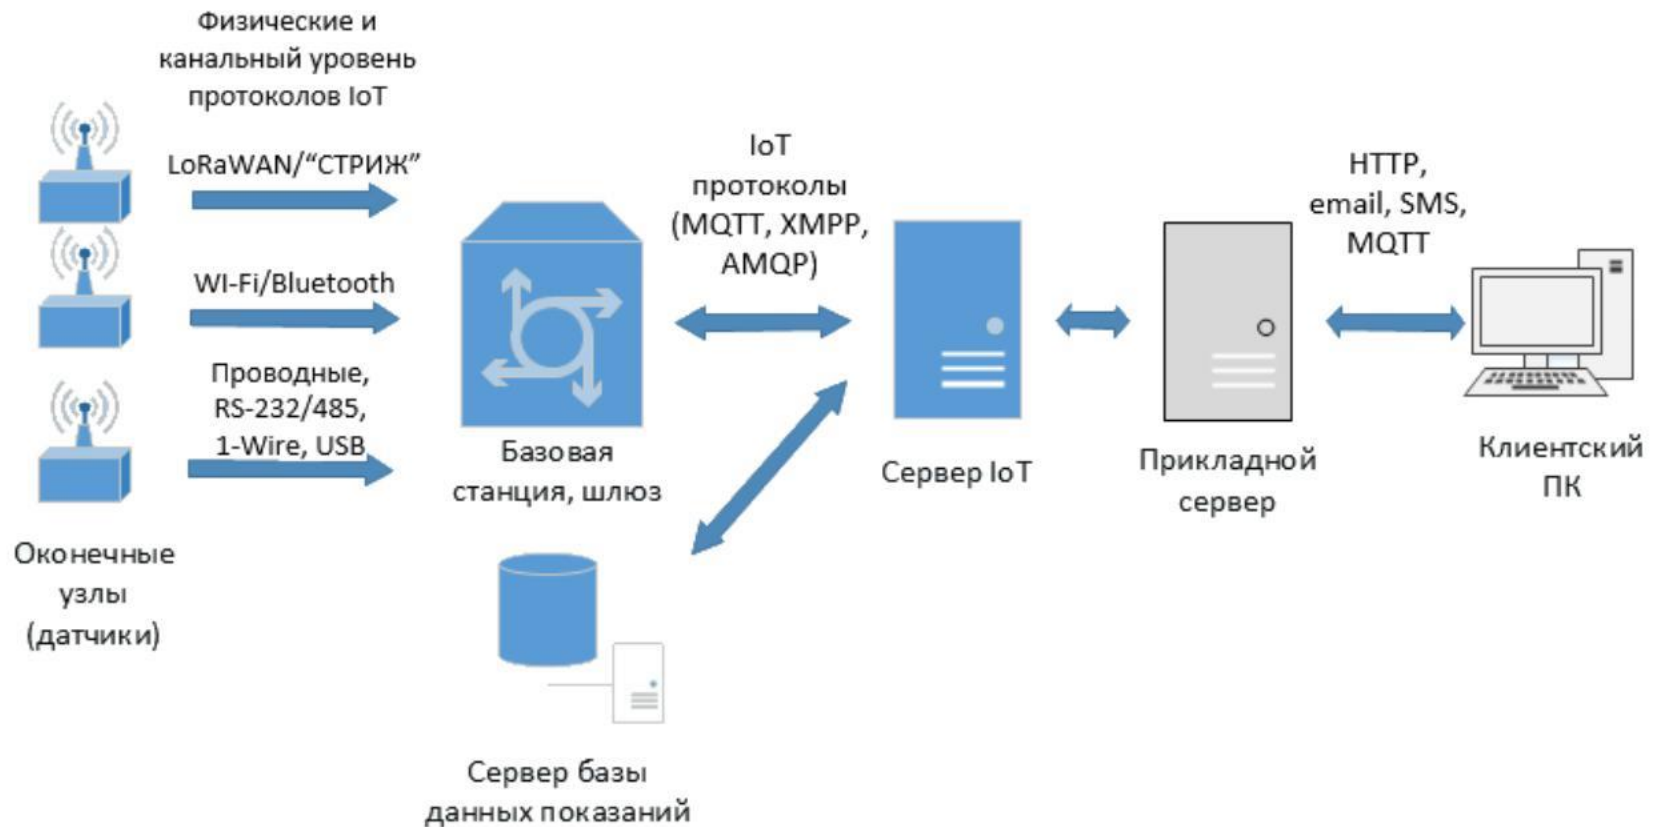 Физические и
канальный уровень
протоколов IoT
LoRaWAN/“СТРИЖ”
WI-Fi/Bluetooth
Проводные,
RS-232/485,
1-Wire, USB
Оконечные
узлы
(датчики)
Базовая
станция, шлюз
IoT
протоколы
(MQTT, XMPP,
AMQP)
Сервер IoT
Прикладной
сервер
HTTP,
email, SMS,
MQTT
Клиентский
ПК
Сервер базы
данных показаний